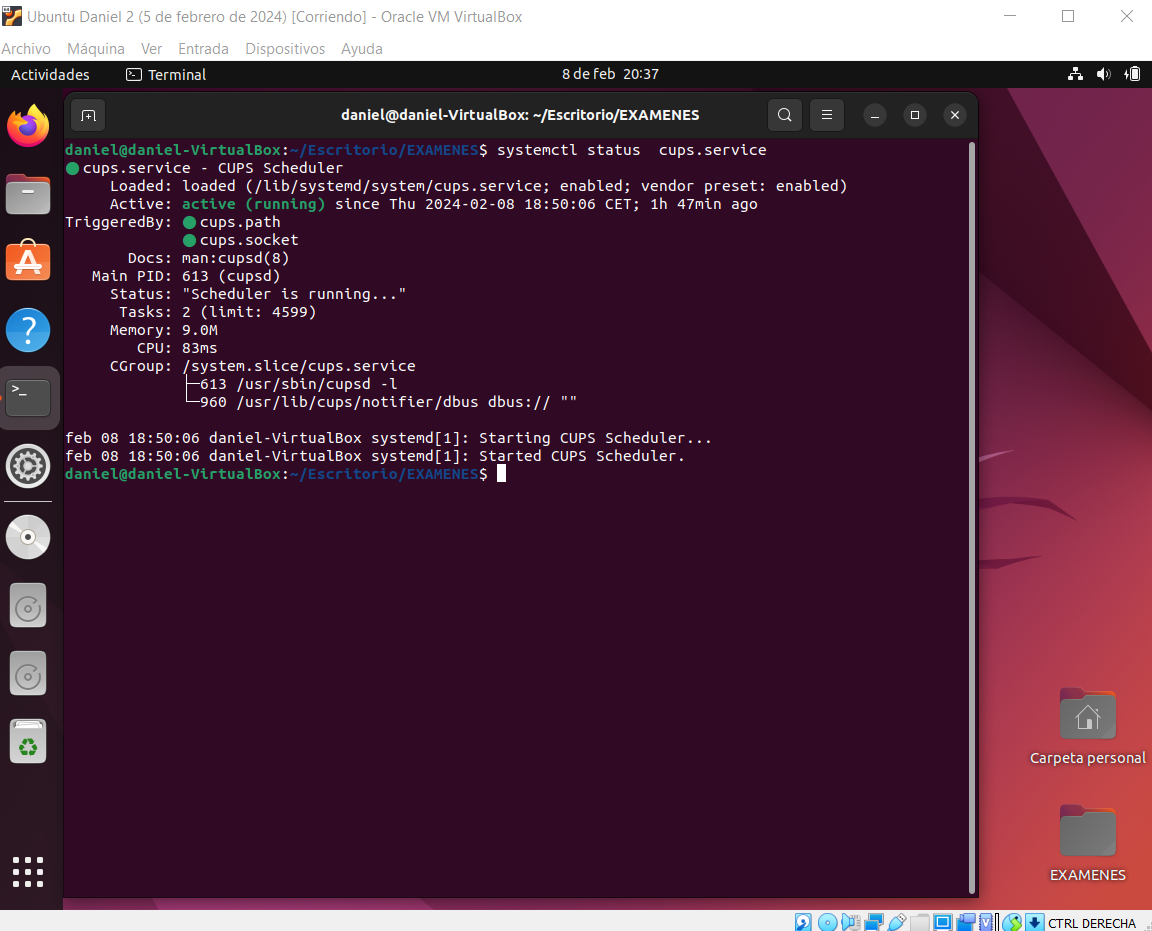 Ubuntu Daniel 2 (5 de febrero de 2024) [Corriendo] - Oracle VM VirtualBox
Archivo Máquina Ver Entrada Dispositivos Ayuda
Actividades Terminal 8 de feb 20:37
daniel@daniel-VirtualBox: ~/Escritorio/EXAMENES
daniel@daniel-VirtualBox:~/Escritorio/EXAMENES$ systemctl status  cups.service
cups.service - CUPS Scheduler
Loaded: loaded (/lib/systemd/system/cups.service; enabled; vendor preset: enabled)
Active: active (running) since Thu 2024-02-08 18:50:06 CET; 1h 47min ago
TriggeredBy: cups.path
cups.socket
Docs: man:cupsd(8)
Main PID: 613 (cupsd)
Status: "Scheduler is running..."
Tasks: 2 (limit: 4599)
Memory: 9.0M
CPU: 83ms
CGroup: /system.slice/cups.service
├─613 /usr/sbin/cupsd -l
└─960 /usr/lib/cups/notifier/dbus dbus:// ""
feb 08 18:50:06 daniel-VirtualBox systemd[1]: Starting CUPS Scheduler...
feb 08 18:50:06 daniel-VirtualBox systemd[1]: Started CUPS Scheduler.
daniel@daniel-VirtualBox:~/Escritorio/EXAMENES$
Carpeta personal
EXAMENES
CTRL DERECHA